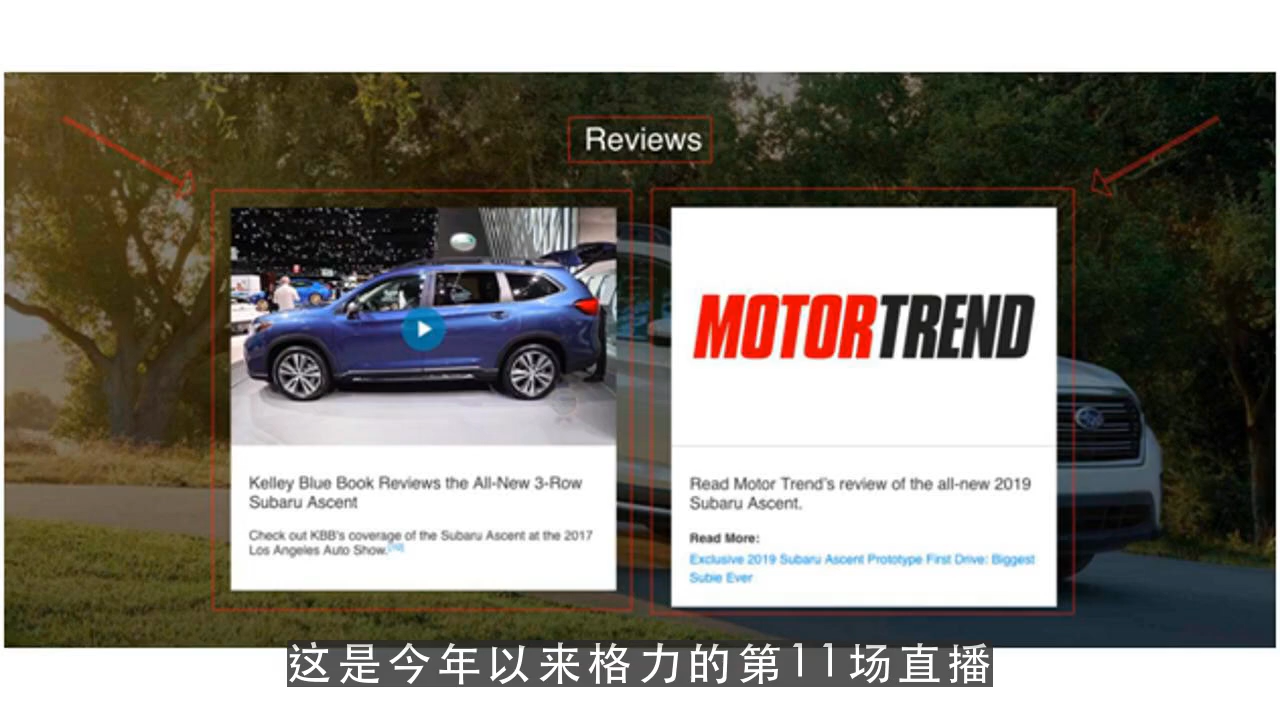 Reviews
MOTORTREND
Kelley Blue Book Reviews the All-New 3-Row
Subaru Ascent
Check out KBB's coverage of the Subaru Ascent at the 2017
Los Angeles Auto Show.
Read Motor Trend's review of the all-new 2019
Subaru Ascent.
Read More:
Exclusive 2019 Subaru Ascent Prototype First Drive: Biggest
Subie Ever
这是今年以来格力的第11场直播